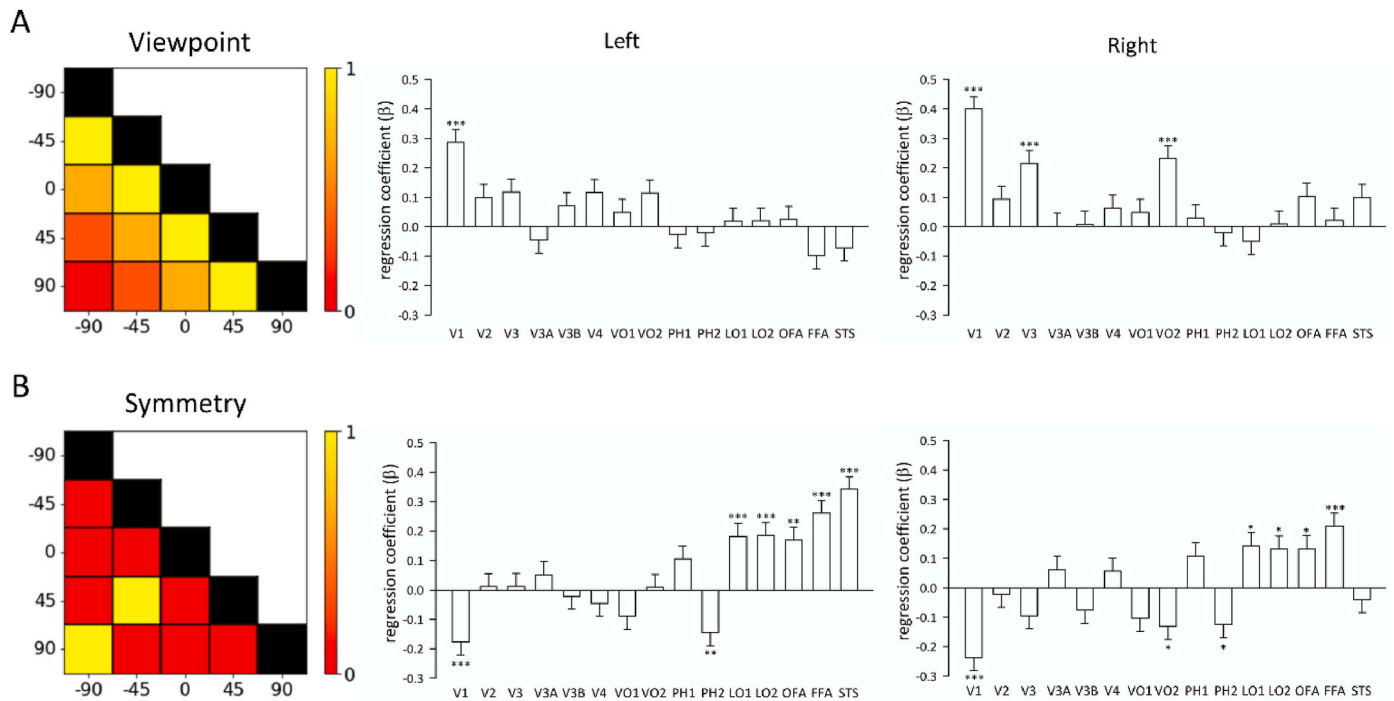 A
Viewpoint
Left
Right
-90
-45
0
45
90
-90 -45 0 45 90
1
0
regression coefficient (β)
0.5
0.4
0.3
0.2
0.1
0.0
-0.1
-0.2
-0.3
***
V1 V2 V3 V3A V3B V4 VO1 VO2 PH1 PH2 LO1 LO2 OFA FFA STS
regression coefficient (β)
0.5
0.4
0.3
0.2
0.1
0.0
-0.1
-0.2
-0.3
*** *** ***
V1 V2 V3 V3A V3B V4 VO1 VO2 PH1 PH2 LO1 LO2 OFA FFA STS
B
Symmetry
-90
-45
0
45
90
-90 -45 0 45 90
1
0
regression coefficient (β)
0.5
0.4
0.3
0.2
0.1
0.0
-0.1
-0.2
-0.3
*** ** *** *** ** *** ***
V1 V2 V3 V3A V3B V4 VO1 VO2 PH1 PH2 LO1 LO2 OFA FFA STS
regression coefficient (β)
0.5
0.4
0.3
0.2
0.1
0.0
-0.1
-0.2
-0.3
*** * * * * * ***
V1 V2 V3 V3A V3B V4 VO1 VO2 PH1 PH2 LO1 LO2 OFA FFA STS